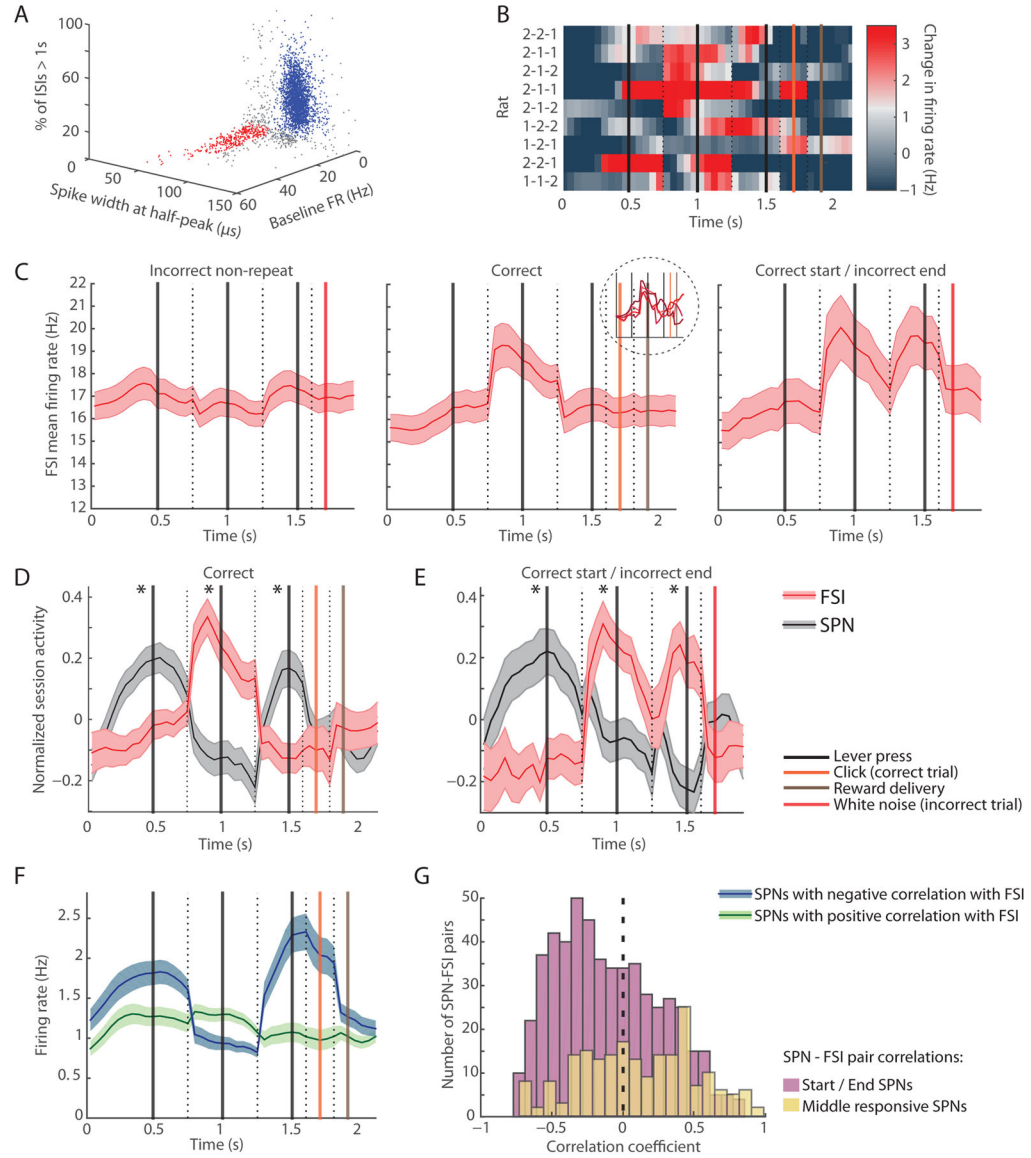 A
100
80
60
40
20
0
% of ISIs > 1s
0
50
100
150
Spike width at half-peak (µs)
60
40
20
0
Baseline FR (Hz)
B
Rat
2-2-1
2-1-1
2-1-2
2-1-1
2-1-2
1-2-2
1-2-1
2-2-1
1-1-2
0
0.5
1
1.5
2
Time (s)
3
2
1
0
−1
Change in firing rate (Hz)
C
Incorrect non-repeat
Correct
Correct start / incorrect end
FSI mean firing rate (Hz)
22
21
20
19
18
17
16
15
14
13
12
0
0.5
1
1.5
Time (s)
0
0.5
1
1.5
2
Time (s)
0
0.5
1
1.5
Time (s)
D
Correct
* * *
Normalized session activity
0.4
0.2
0
−0.2
0
0.5
1
1.5
2
Time (s)
E
Correct start / incorrect end
* * *
0.4
0.2
0
−0.2
0
0.5
1
1.5
Time (s)
FSI
SPN
Lever press
Click (correct trial)
Reward delivery
White noise (incorrect trial)
F
Firing rate (Hz)
2.5
2
1.5
1
0.5
0
0
0.5
1
1.5
2
Time (s)
G
Number of SPN-FSI pairs
50
40
30
25
10
0
−1
−0.5
0
0.5
1
Correlation coefficient
SPNs with negative correlation with FSI
SPNs with positive correlation with FSI
SPN - FSI pair correlations:
Start / End SPNs
Middle responsive SPNs